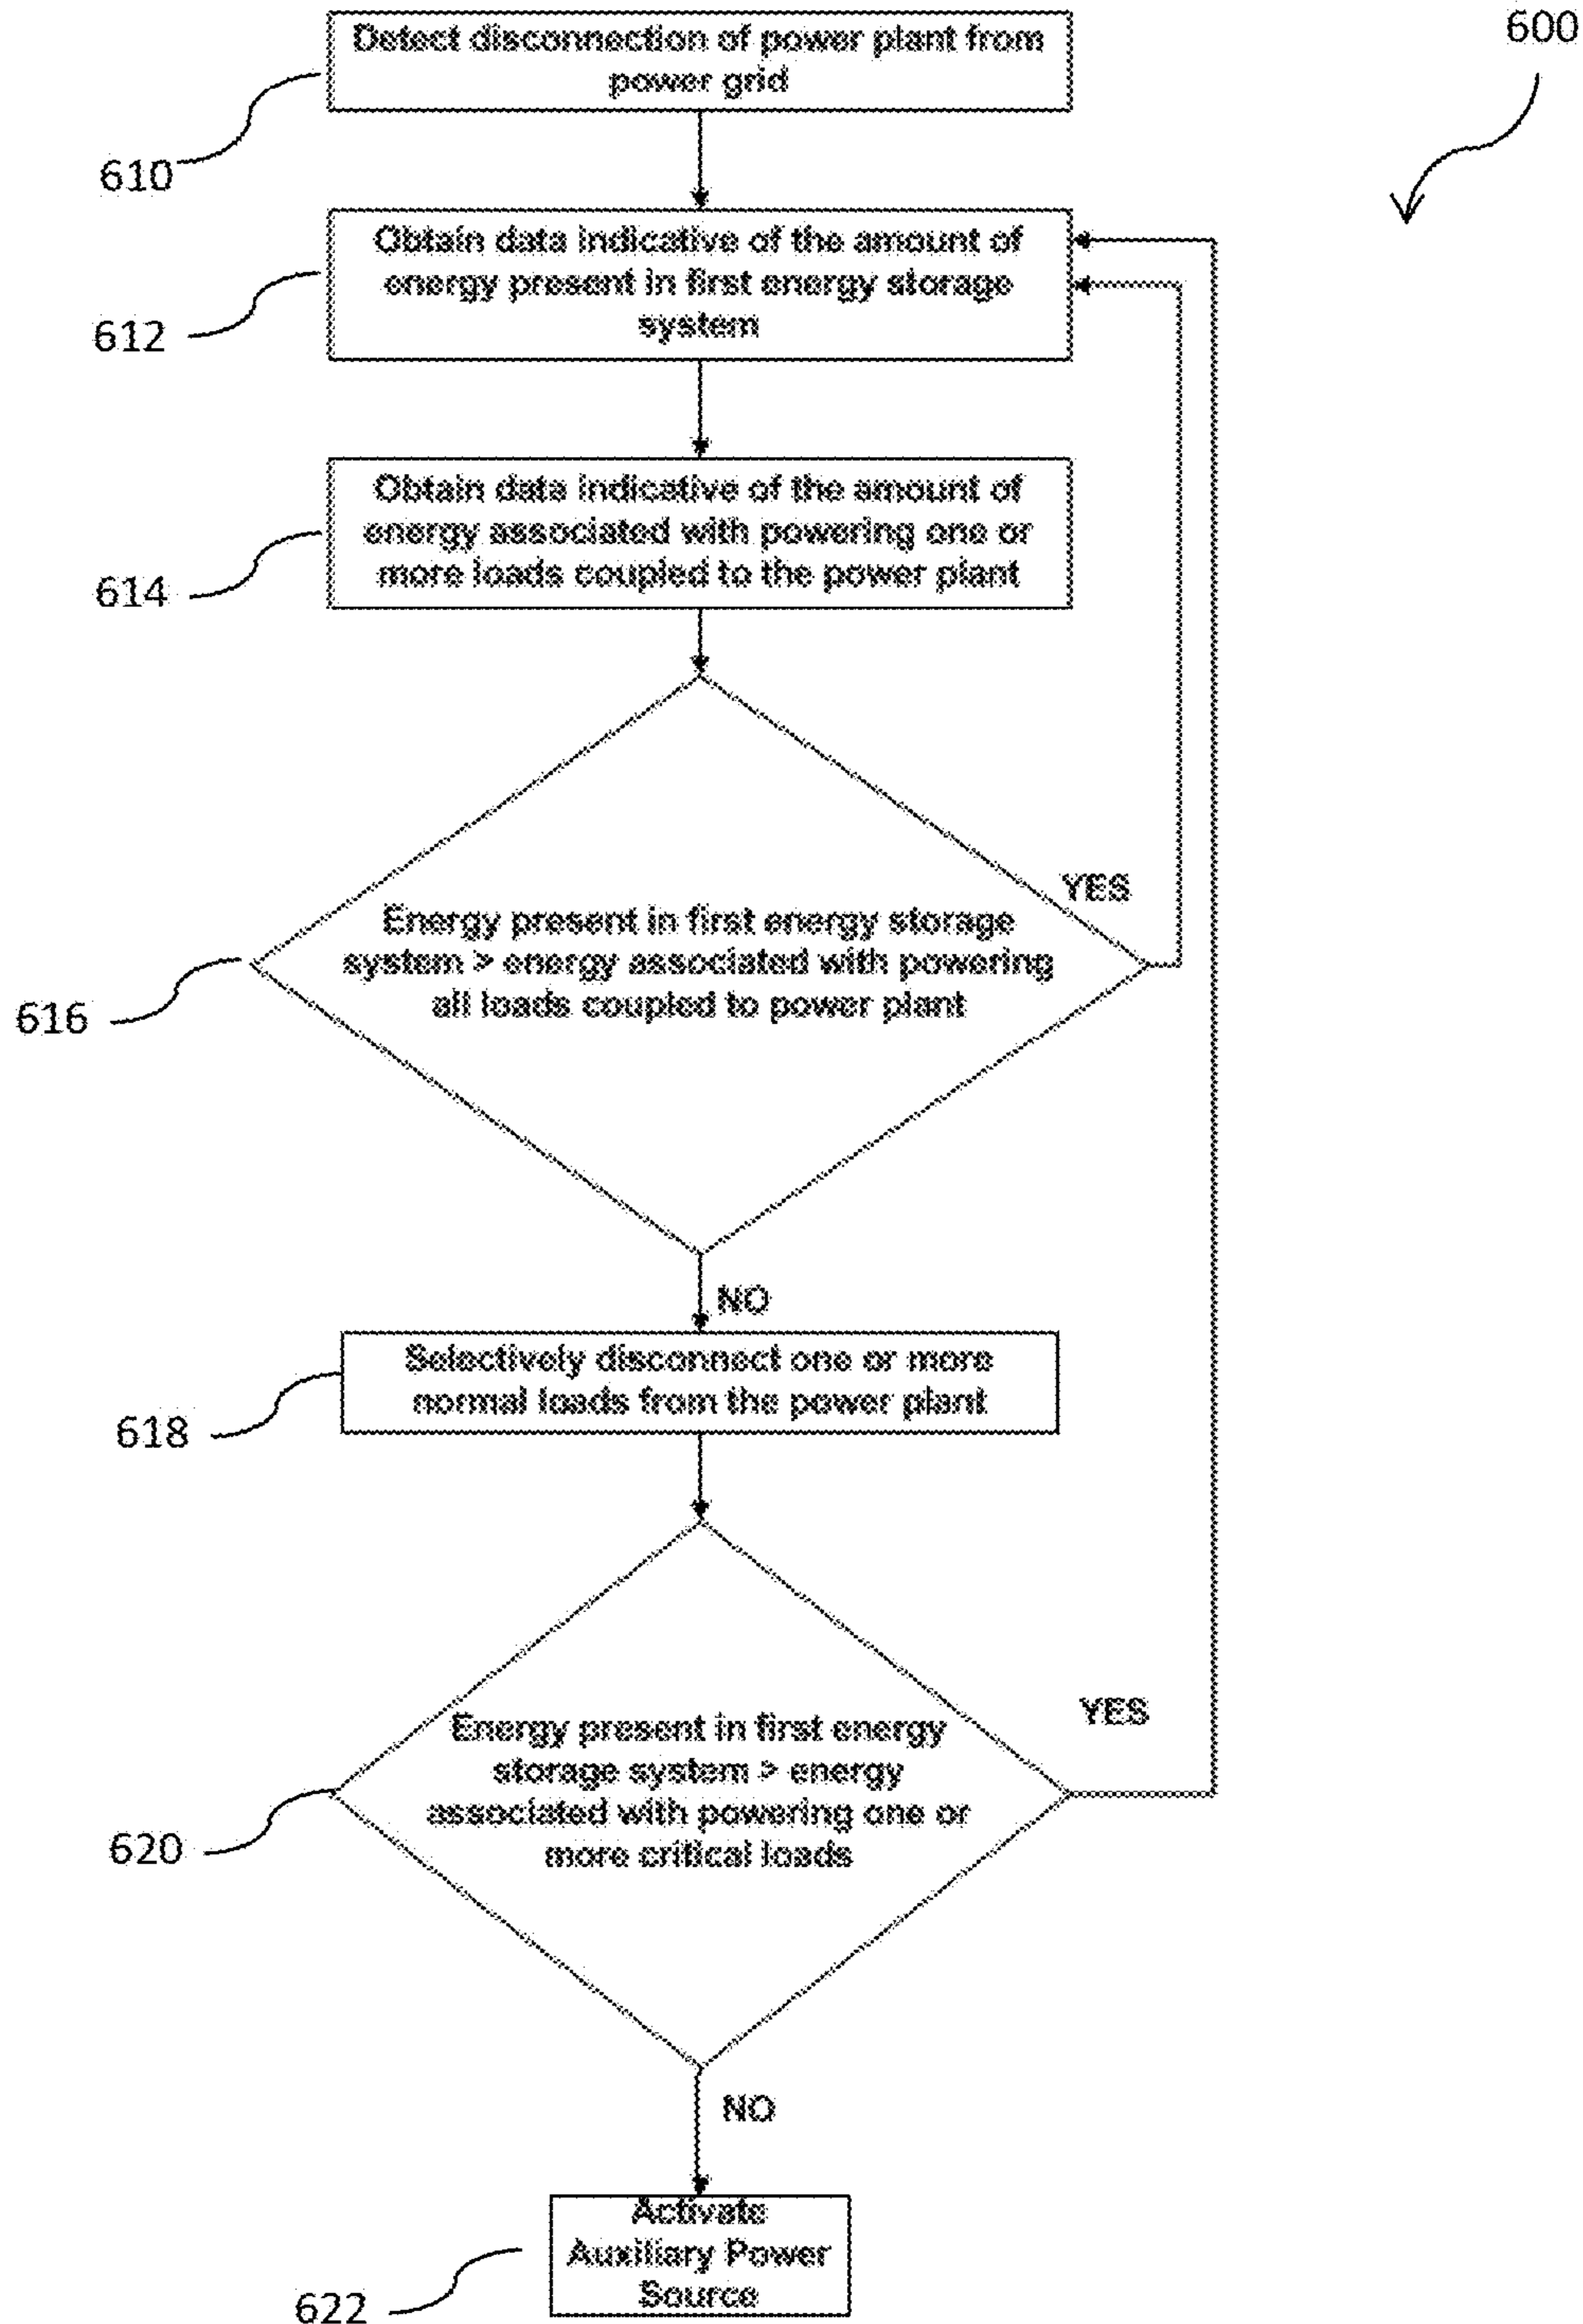 600
Detect disconnection of power plant from
power grid
610
Obtain data indicative of the amount of
energy present in first energy storage
system
612
Obtain data indicative of the amount of
energy associated with powering one or
more loads coupled to the power plant
614
YES
Energy present in first energy storage
system > energy associated with powering
all loads coupled to power plant
616
NO
Selectively disconnect one or more
normal loads from the power plant
618
YES
Energy present in first energy
storage system > energy
associated with powering one or
more critical loads
620
NO
Activate
Auxiliary Power
Source
622